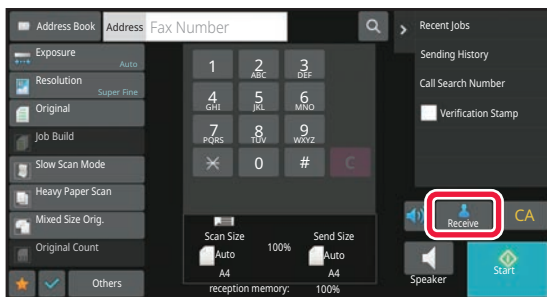 Address Book
Address
Fax Number
Recent Jobs
Exposure
Auto
Sending History
Resolution
Super Fine
Call Search Number
Original
Verification Stamp
Job Build
Slow Scan Mode
Heavy Paper Scan
Mixed Size Orig.
Original Count
Others
1
2
ABC
3
DEF
4
GHI
5
JKL
6
MNO
7
PQRS
8
TUV
9
WXYZ
0
#
C
Scan Size
Auto
A4
100%
Send Size
Auto
A4
reception memory: 100%
Receive
CA
Speaker
Start